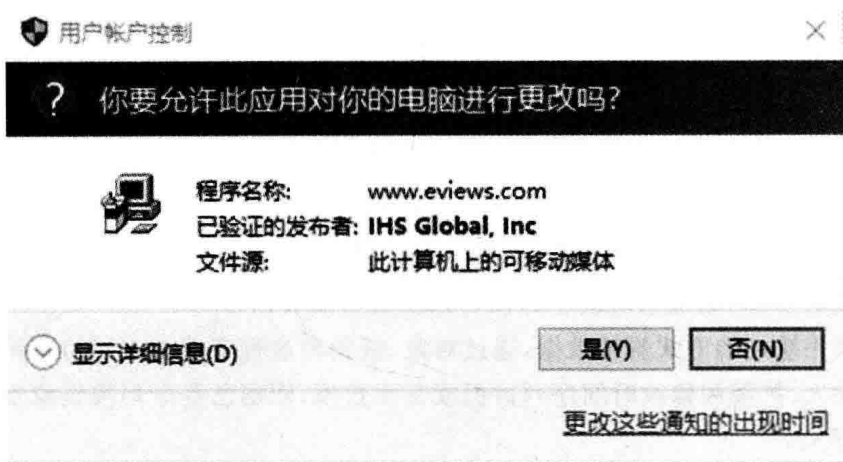 用户帐户控制
?
你要允许此应用对你的电脑进行更改吗?
程序名称: www.eviews.com
已验证的发布者: IHS Global, Inc
文件源: 此计算机上的可移动媒体
显示详细信息(D) 是(Y) 否(N)
更改这些通知的出现时间